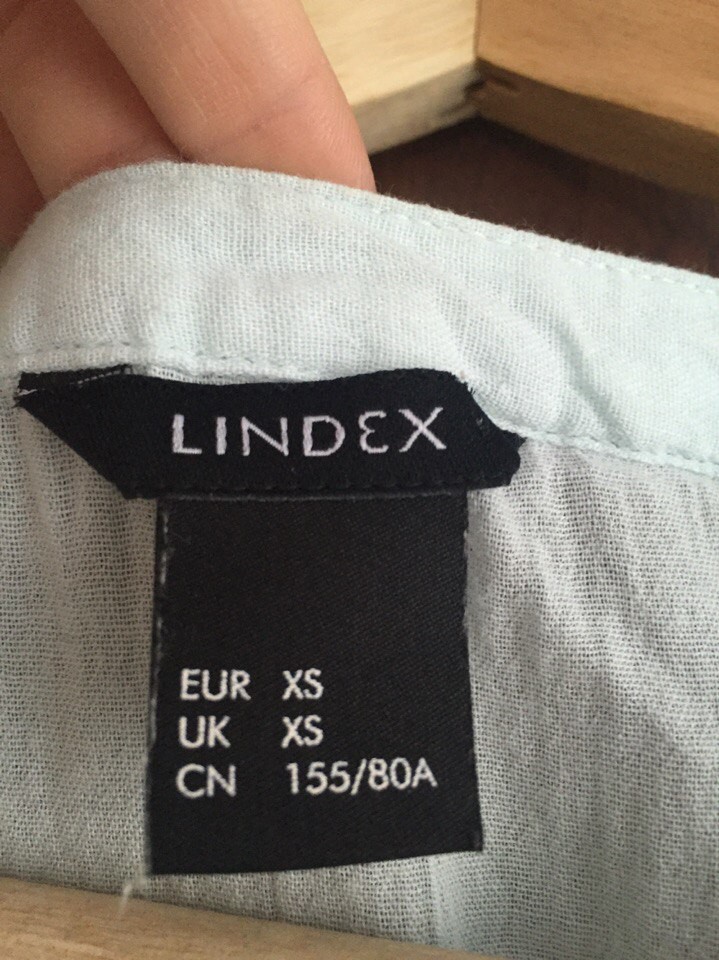 LINDEX
EUR XS
UK XS
CN 155/80A